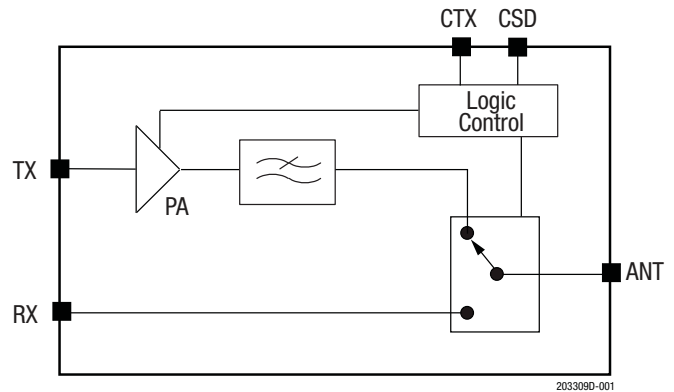 CTX CSD
Logic
Control
TX
PA
ANT
RX
203309D-001